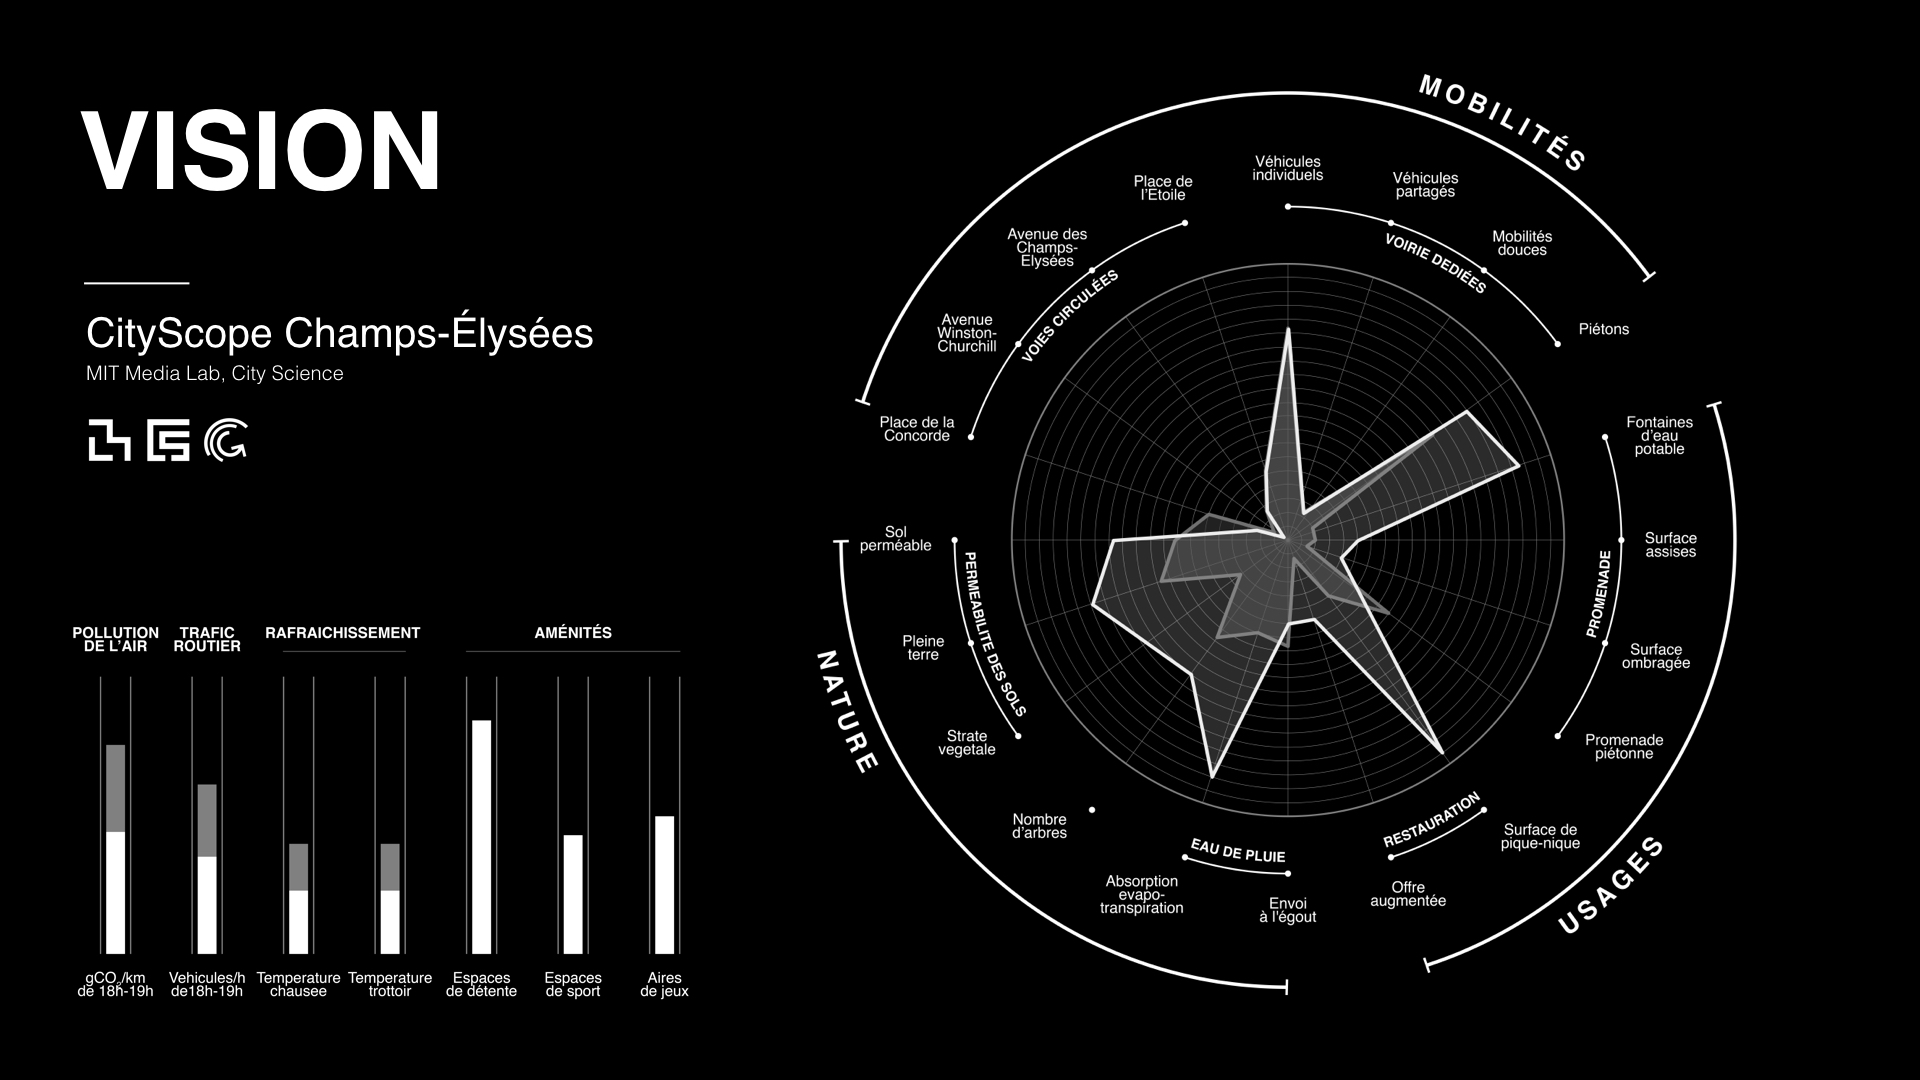 VISION
CityScope Champs-Élysées
MIT Media Lab, City Science
POLLUTION
DE L'AIR
TRAFIC
ROUTIER
RAFRAICHISSEMENT
AMÉNITÉS
gCO₂/km
de 18h-19h
Vehicules/h
de18h-19h
Temperature
chausee
Temperature
trottoir
Espaces
de détente
Espaces
de sport
Aires
de jeux
MOBILITÉS
Véhicules
individuels
Véhicules
partagés
Mobilités
douces
Piétons
VOIRIE DEDIÉES
Place de
l'Etoile
Avenue des
Champs-
Elysées
Avenue
Winston-
Churchill
Place de la
Concorde
VOIES CIRCULÉES
USAGES
Fontaines
d'eau
potable
Surface
assises
Surface
ombragée
Promenade
piétonne
PROMENADE
Surface de
pique-nique
Offre
augmentée
RESTAURATION
NATURE
Sol
perméable
Pleine
terre
Strate
vegetale
PERMEABILITE DES SOLS
Nombre
d'arbres
Absorption
evapo-
transpiration
Envoi
à l'égout
EAU DE PLUIE